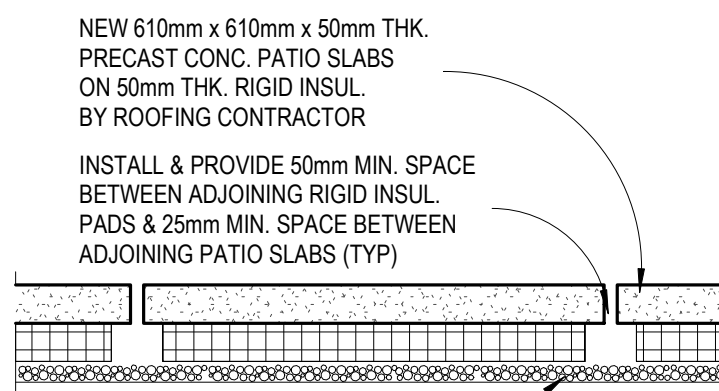 NEW 610mm x 610mm x 50mm THK.
PRECAST CONC. PATIO SLABS
ON 50mm THK. RIGID INSUL.
BY ROOFING CONTRACTOR
INSTALL & PROVIDE 50mm MIN. SPACE
BETWEEN ADJOINING RIGID INSUL.
PADS & 25mm MIN. SPACE BETWEEN
ADJOINING PATIO SLABS (TYP)